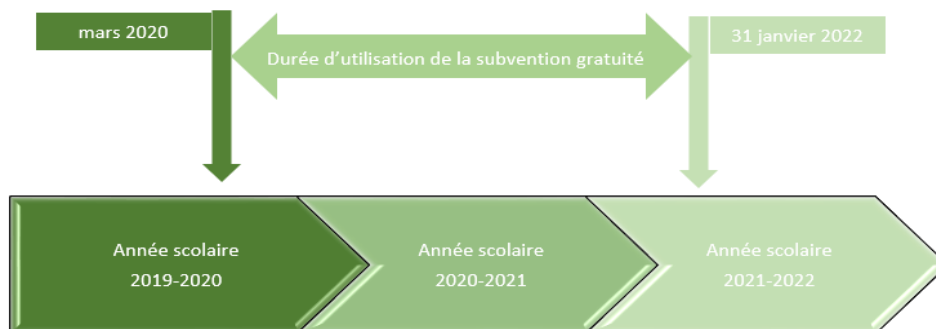 mars 2020
Durée d’utilisation de la subvention gratuité
31 janvier 2022
Année scolaire
2019-2020
Année scolaire
2020-2021
Année scolaire
2021-2022